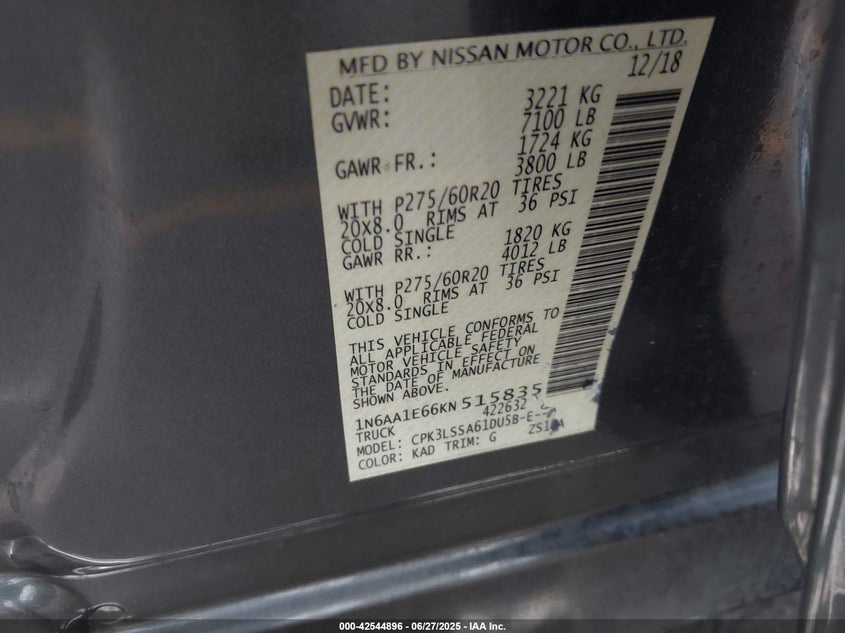 MFD BY NISSAN MOTOR CO., LTD.
DATE: 12/18
GVWR: 3221 KG
7100 LB
GAWR FR.: 1724 KG
3800 LB
WITH P275/60R20 TIRES
20X8.0 RIMS AT 36 PSI
COLD SINGLE
GAWR RR.: 1820 KG
4012 LB
WITH P275/60R20 TIRES
20X8.0 RIMS AT 36 PSI
COLD SINGLE
THIS VEHICLE CONFORMS TO
ALL APPLICABLE FEDERAL
MOTOR VEHICLE SAFETY
STANDARDS IN EFFECT ON
THE DATE OF MANUFACTURE
SHOWN ABOVE.
1N6AA1E66KN515835
TRUCK 422632
MODEL: CPK3LSSA61DU5B-E--
COLOR: KAD TRIM: G
000-42544896 - 06/27/2025 - IAA Inc.